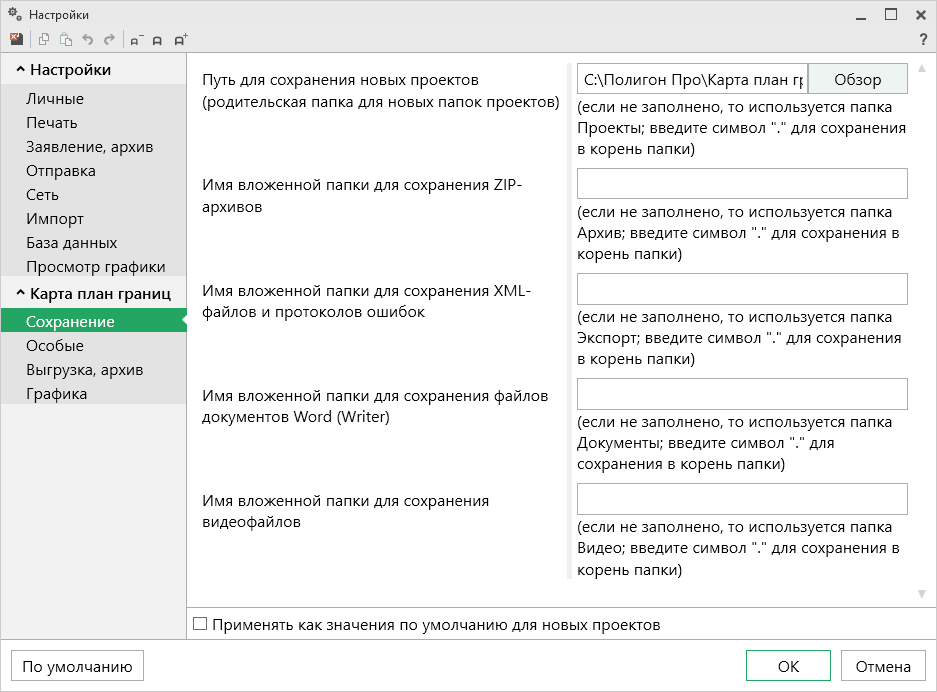 Настройки
?
Настройки
Личные
Печать
Заявление, архив
Отправка
Сеть
Импорт
База данных
Просмотр графики
Карта план границ
Сохранение
Особые
Выгрузка, архив
Графика
Путь для сохранения новых проектов
(родительская папка для новых папок проектов)
C:\Полигон Про\Карта план гр
Обзор
(если не заполнено, то используется папка
Проекты; введите символ "." для сохранения
в корень папки)
Имя вложенной папки для сохранения ZIP-
архивов
(если не заполнено, то используется папка
Архив; введите символ "." для сохранения в
корень папки)
Имя вложенной папки для сохранения XML-
файлов и протоколов ошибок
(если не заполнено, то используется папка
Экспорт; введите символ "." для сохранения
в корень папки)
Имя вложенной папки для сохранения файлов
документов Word (Writer)
(если не заполнено, то используется папка
Документы; введите символ "." для
сохранения в корень папки)
Имя вложенной папки для сохранения
видеофайлов
(если не заполнено, то используется папка
Видео; введите символ "." для сохранения в
корень папки)
Применять как значения по умолчанию для новых проектов
По умолчанию
ОК
Отмена